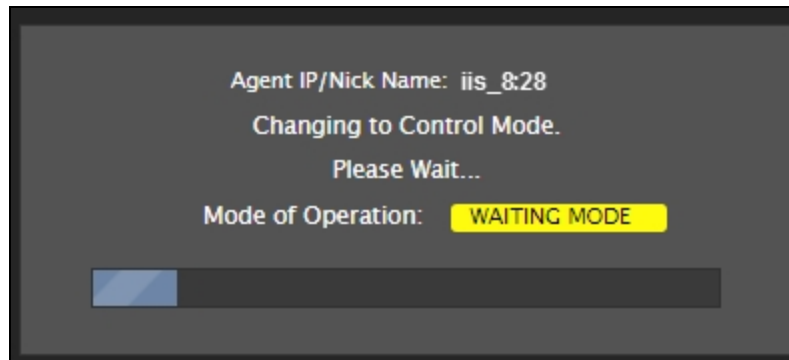 Agent IP/Nick Name: iis_8:28
Changing to Control Mode.
Please Wait...
Mode of Operation: WAITING MODE